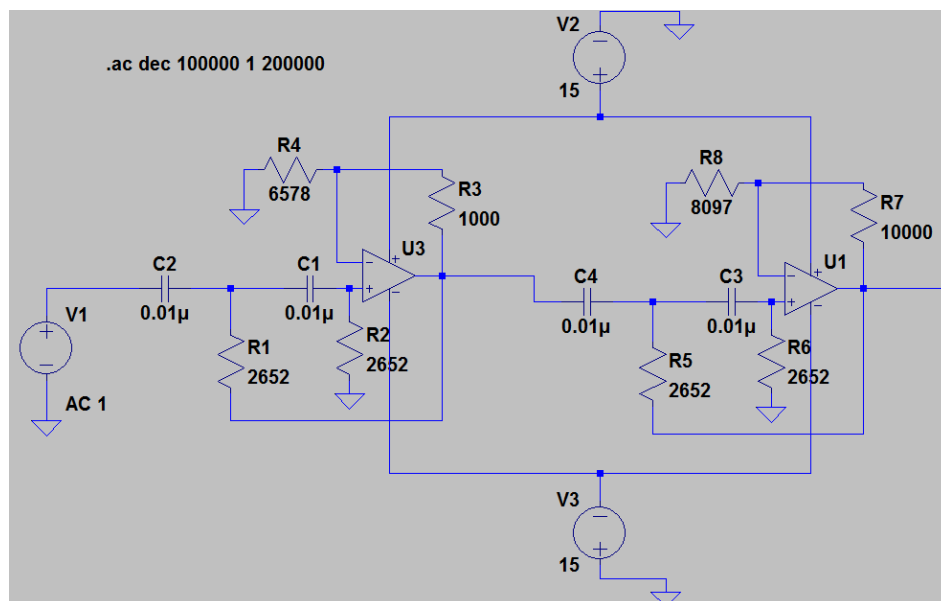 V2
15
.ac dec 100000 1 200000
R4
6578
R3
1000
R8
8097
R7
10000
U3
U1
C2
0.01µ
C1
0.01µ
C4
0.01µ
C3
0.01µ
V1
AC 1
R1
2652
R2
2652
R5
2652
R6
2652
V3
15